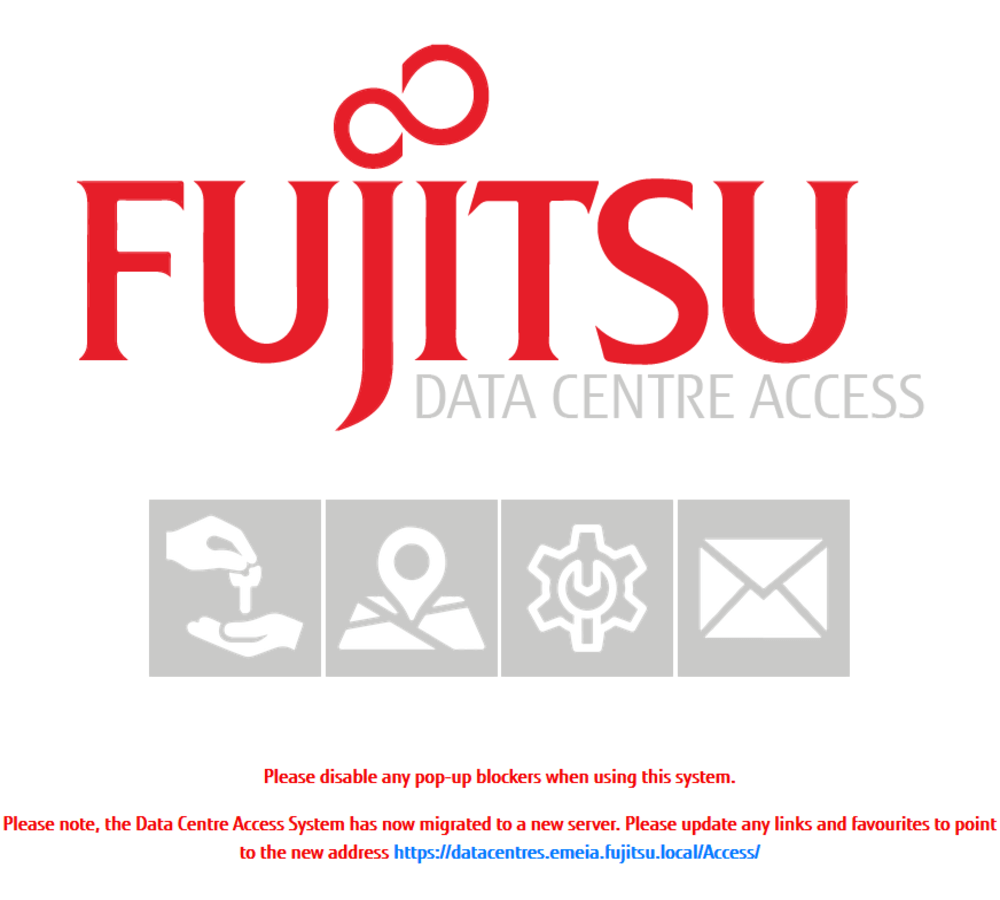 FUJITSU
DATA CENTRE ACCESS
Please disable any pop-up blockers when using this system.
Please note, the Data Centre Access System has now migrated to a new server. Please update any links and favourites to point
to the new address https://datacentres.emeia.fujitsu.local/Access/